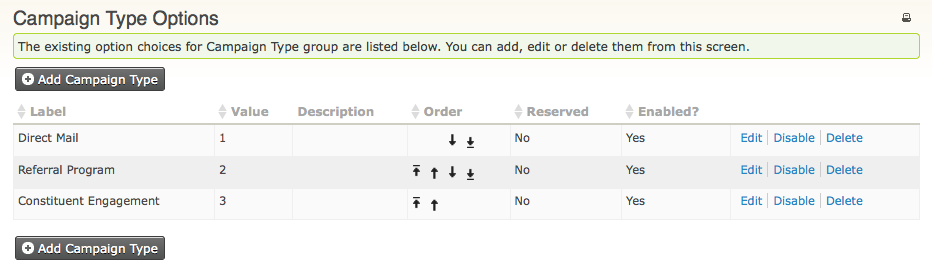 Campaign Type Options
The existing option choices for Campaign Type group are listed below. You can add, edit or delete them from this screen.
Add Campaign Type
Label Value Description Order Reserved Enabled?
Direct Mail 1 No Yes Edit Disable Delete
Referral Program 2 No Yes Edit Disable Delete
Constituent Engagement 3 No Yes Edit Disable Delete
Add Campaign Type